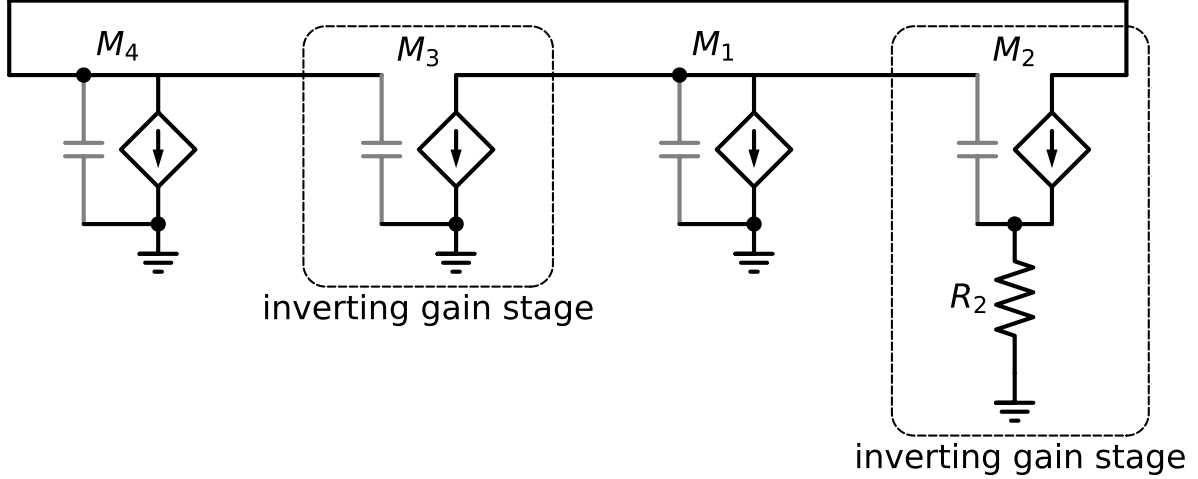 M₄
M₃
M₁
M₂
inverting gain stage
R₂
inverting gain stage